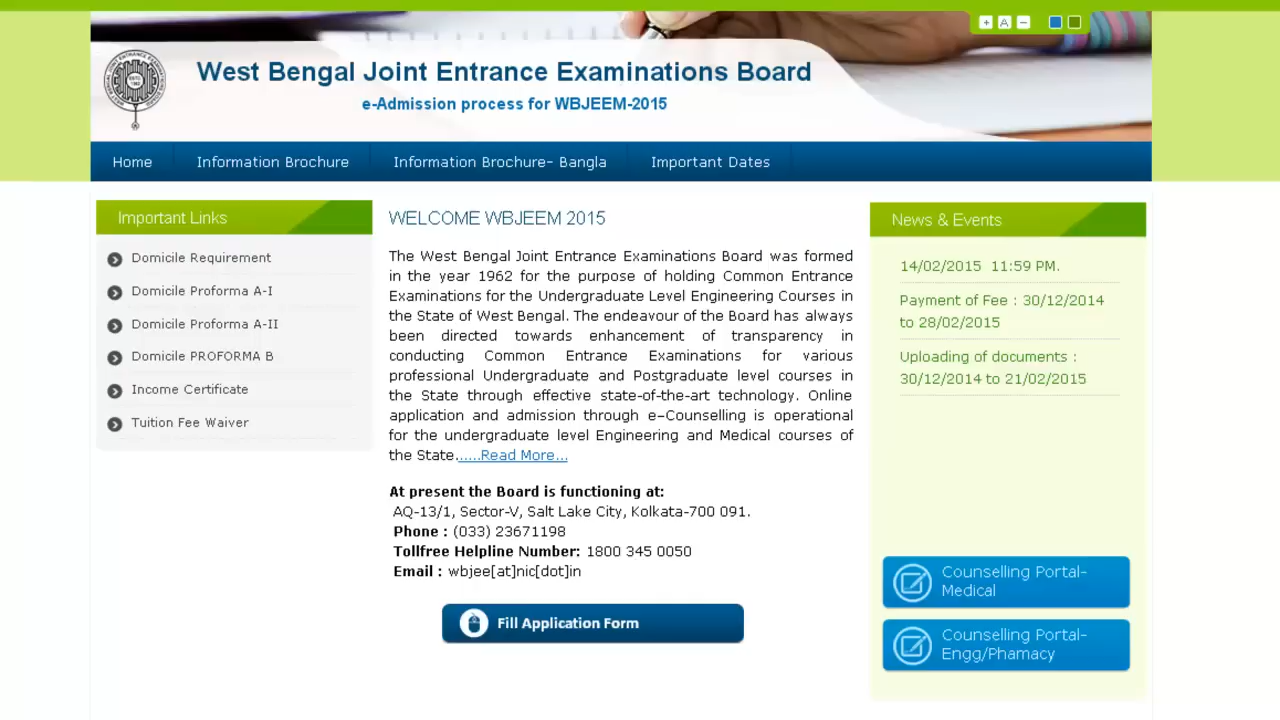 + A −
West Bengal Joint Entrance Examinations Board
e-Admission process for WBJEEM-2015
Home Information Brochure Information Brochure- Bangla Important Dates
Important Links
Domicile Requirement
Domicile Proforma A-I
Domicile Proforma A-II
Domicile PROFORMA B
Income Certificate
Tuition Fee Waiver
WELCOME WBJEEM 2015
The West Bengal Joint Entrance Examinations Board was formed
in the year 1962 for the purpose of holding Common Entrance
Examinations for the Undergraduate Level Engineering Courses in
the State of West Bengal. The endeavour of the Board has always
been directed towards enhancement of transparency in
conducting Common Entrance Examinations for various
professional Undergraduate and Postgraduate level courses in
the State through effective state-of-the-art technology. Online
application and admission through e-Counselling is operational
for the undergraduate level Engineering and Medical courses of
the State......Read More...
At present the Board is functioning at:
AQ-13/1, Sector-V, Salt Lake City, Kolkata-700 091.
Phone : (033) 23671198
Tollfree Helpline Number: 1800 345 0050
Email : wbjee[at]nic[dot]in
Fill Application Form
News & Events
14/02/2015 11:59 PM.
Payment of Fee : 30/12/2014
to 28/02/2015
Uploading of documents :
30/12/2014 to 21/02/2015
Counselling Portal-
Medical
Counselling Portal-
Engg/Phamacy